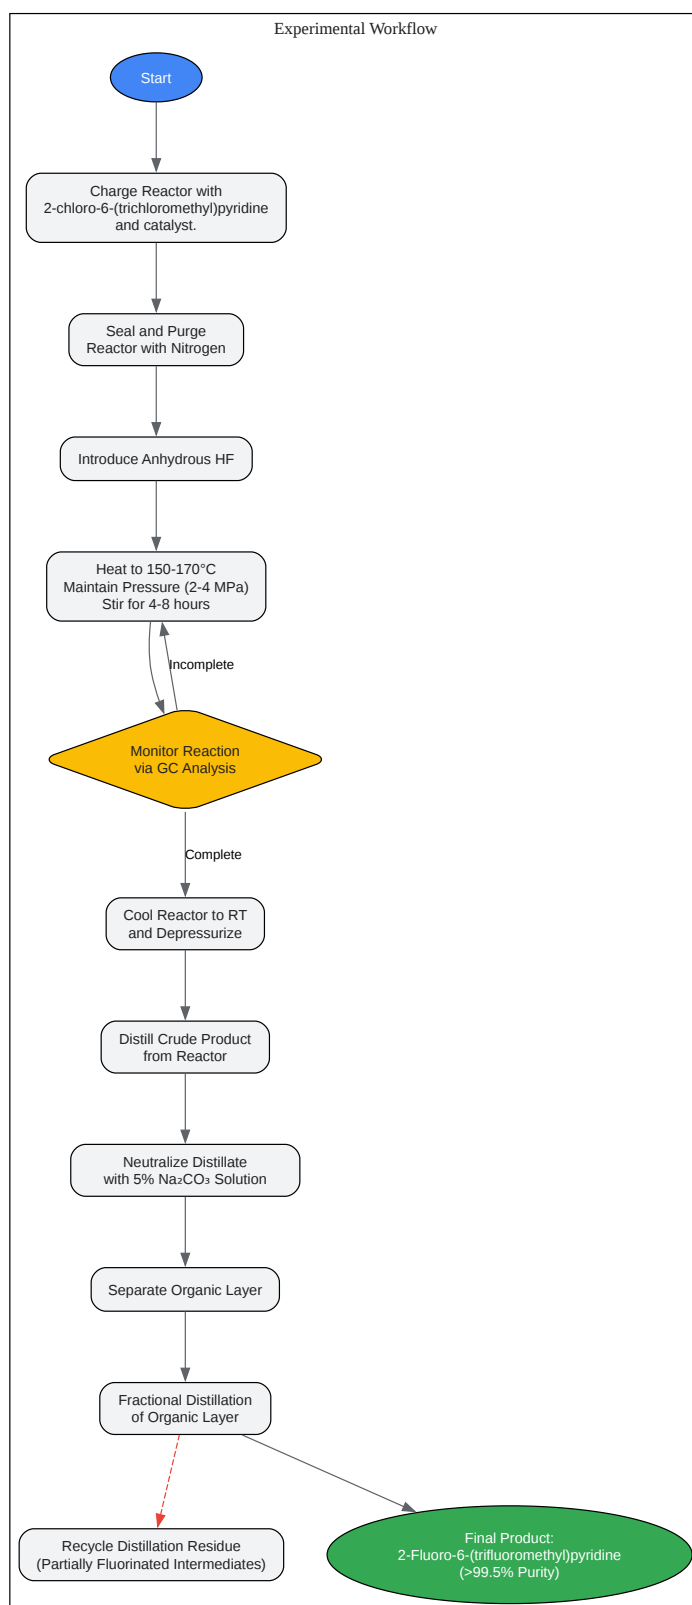 Experimental Workflow
Start
Charge Reactor with
2-chloro-6-(trichloromethyl)pyridine
and catalyst.
Seal and Purge
Reactor with Nitrogen
Introduce Anhydrous HF
Heat to 150-170°C
Maintain Pressure (2-4 MPa)
Stir for 4-8 hours
Incomplete
Monitor Reaction
via GC Analysis
Complete
Cool Reactor to RT
and Depressurize
Distill Crude Product
from Reactor
Neutralize Distillate
with 5% Na₂CO₃ Solution
Separate Organic Layer
Fractional Distillation
of Organic Layer
Recycle Distillation Residue
(Partially Fluorinated Intermediates)
Final Product:
2-Fluoro-6-(trifluoromethyl)pyridine
(>99.5% Purity)